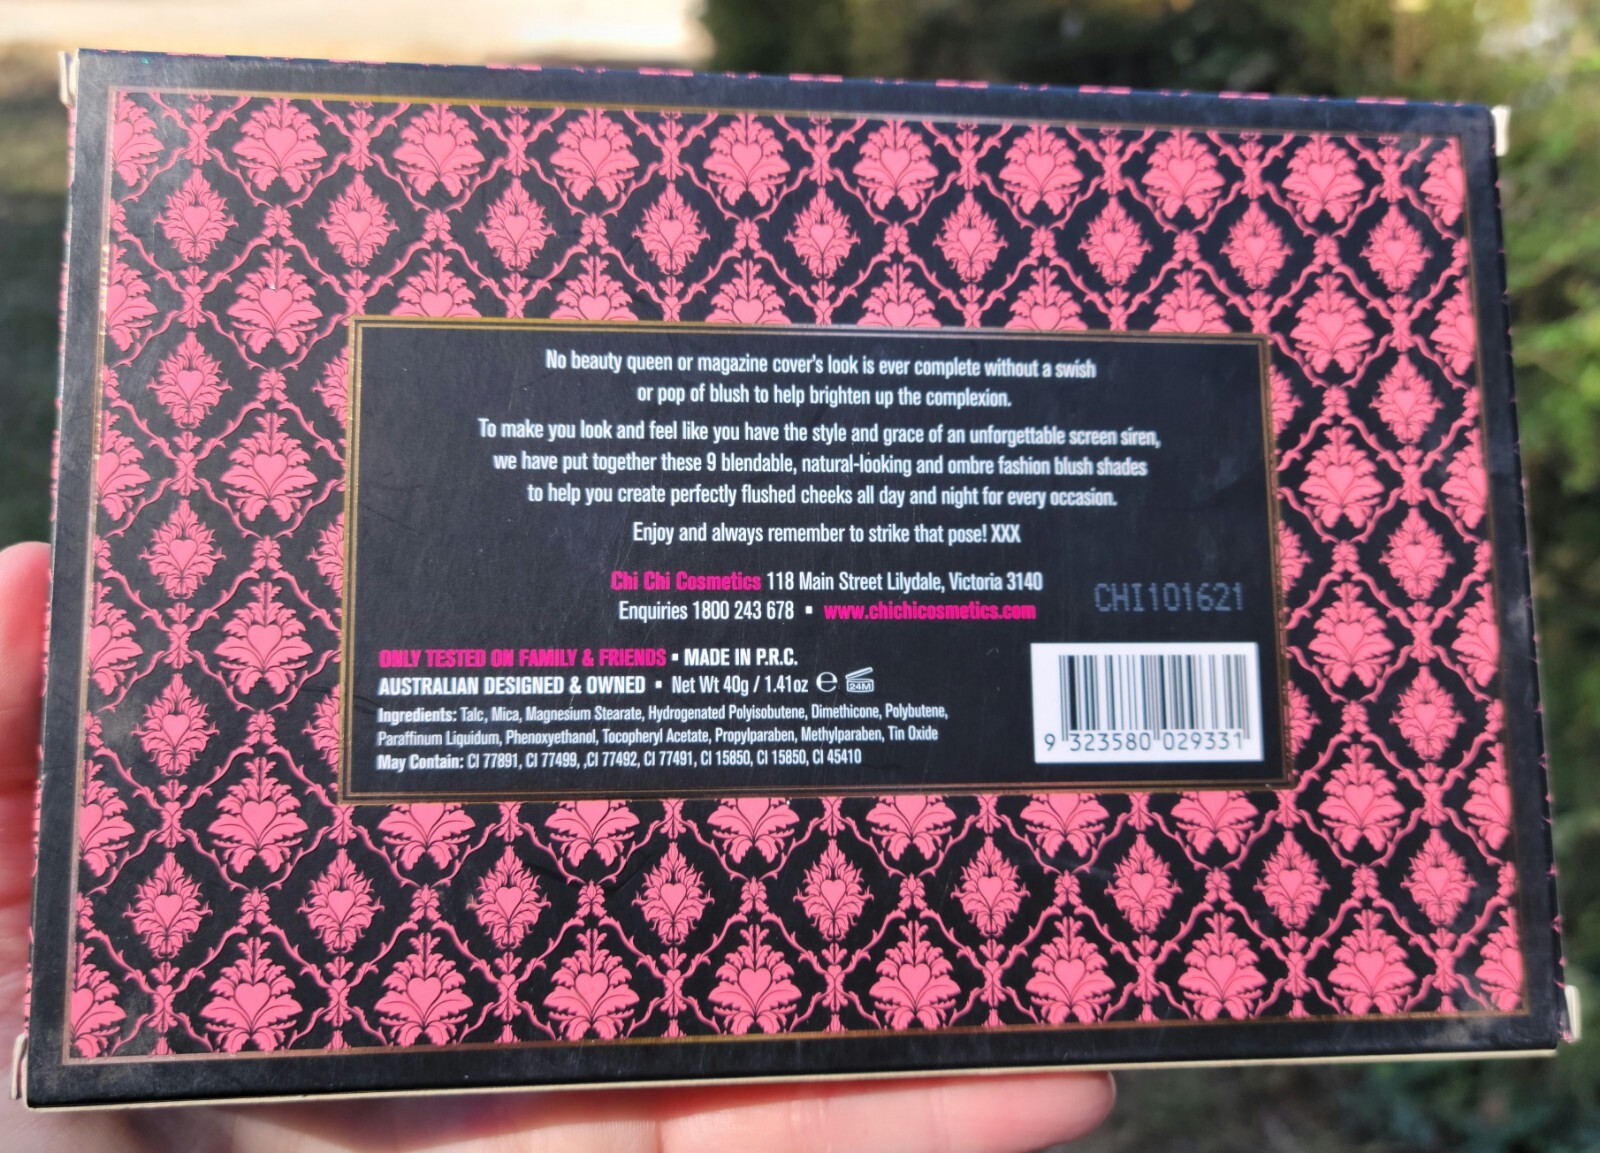 No beauty queen or magazine cover's look is ever complete without a swish
or pop of blush to help brighten up the complexion.
To make you look and feel like you have the style and grace of an unforgettable screen siren,
we have put together these 9 blendable, natural-looking and ombre fashion blush shades
to help you create perfectly flushed cheeks all day and night for every occasion.
Enjoy and always remember to strike that pose! XXX
Chi Chi Cosmetics 118 Main Street Lilydale, Victoria 3140
Enquiries 1800 243 678 ▪ www.chichicosmetics.com
CHI101621
ONLY TESTED ON FAMILY & FRIENDS ▪ MADE IN P.R.C.
AUSTRALIAN DESIGNED & OWNED ▪ Net Wt 40g / 1.41oz ℮ 24M
Ingredients: Talc, Mica, Magnesium Stearate, Hydrogenated Polyisobutene, Dimethicone, Polybutene,
Paraffinum Liquidum, Phenoxyethanol, Tocopheryl Acetate, Propylparaben, Methylparaben, Tin Oxide
May Contain: CI 77891, CI 77499, ,CI 77492, CI 77491, CI 15850, CI 15850, CI 45410
9 323580 029331